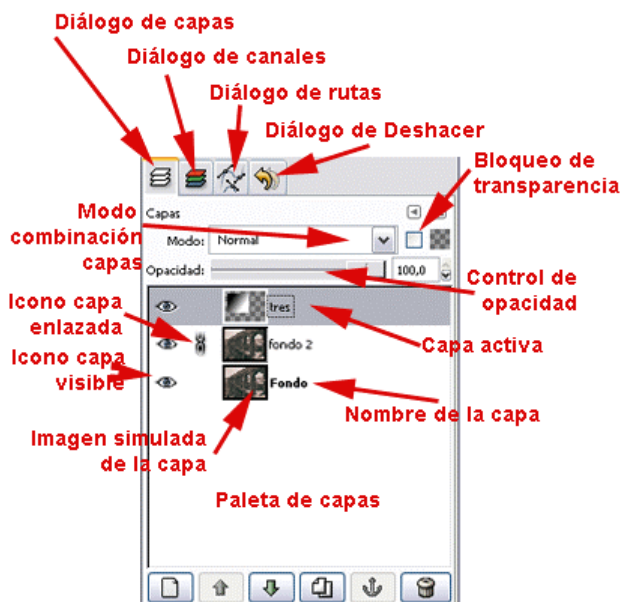 Diálogo de capas
Diálogo de canales
Diálogo de rutas
Diálogo de Deshacer
Bloqueo de
transparencia
Capas
Modo
combinación
capas
Modo: Normal
Opacidad: 100,0
Control de
opacidad
Icono capa
enlazada
tres
fondo 2
Capa activa
Icono capa
visible
Fondo
Nombre de la capa
Imagen simulada
de la capa
Paleta de capas